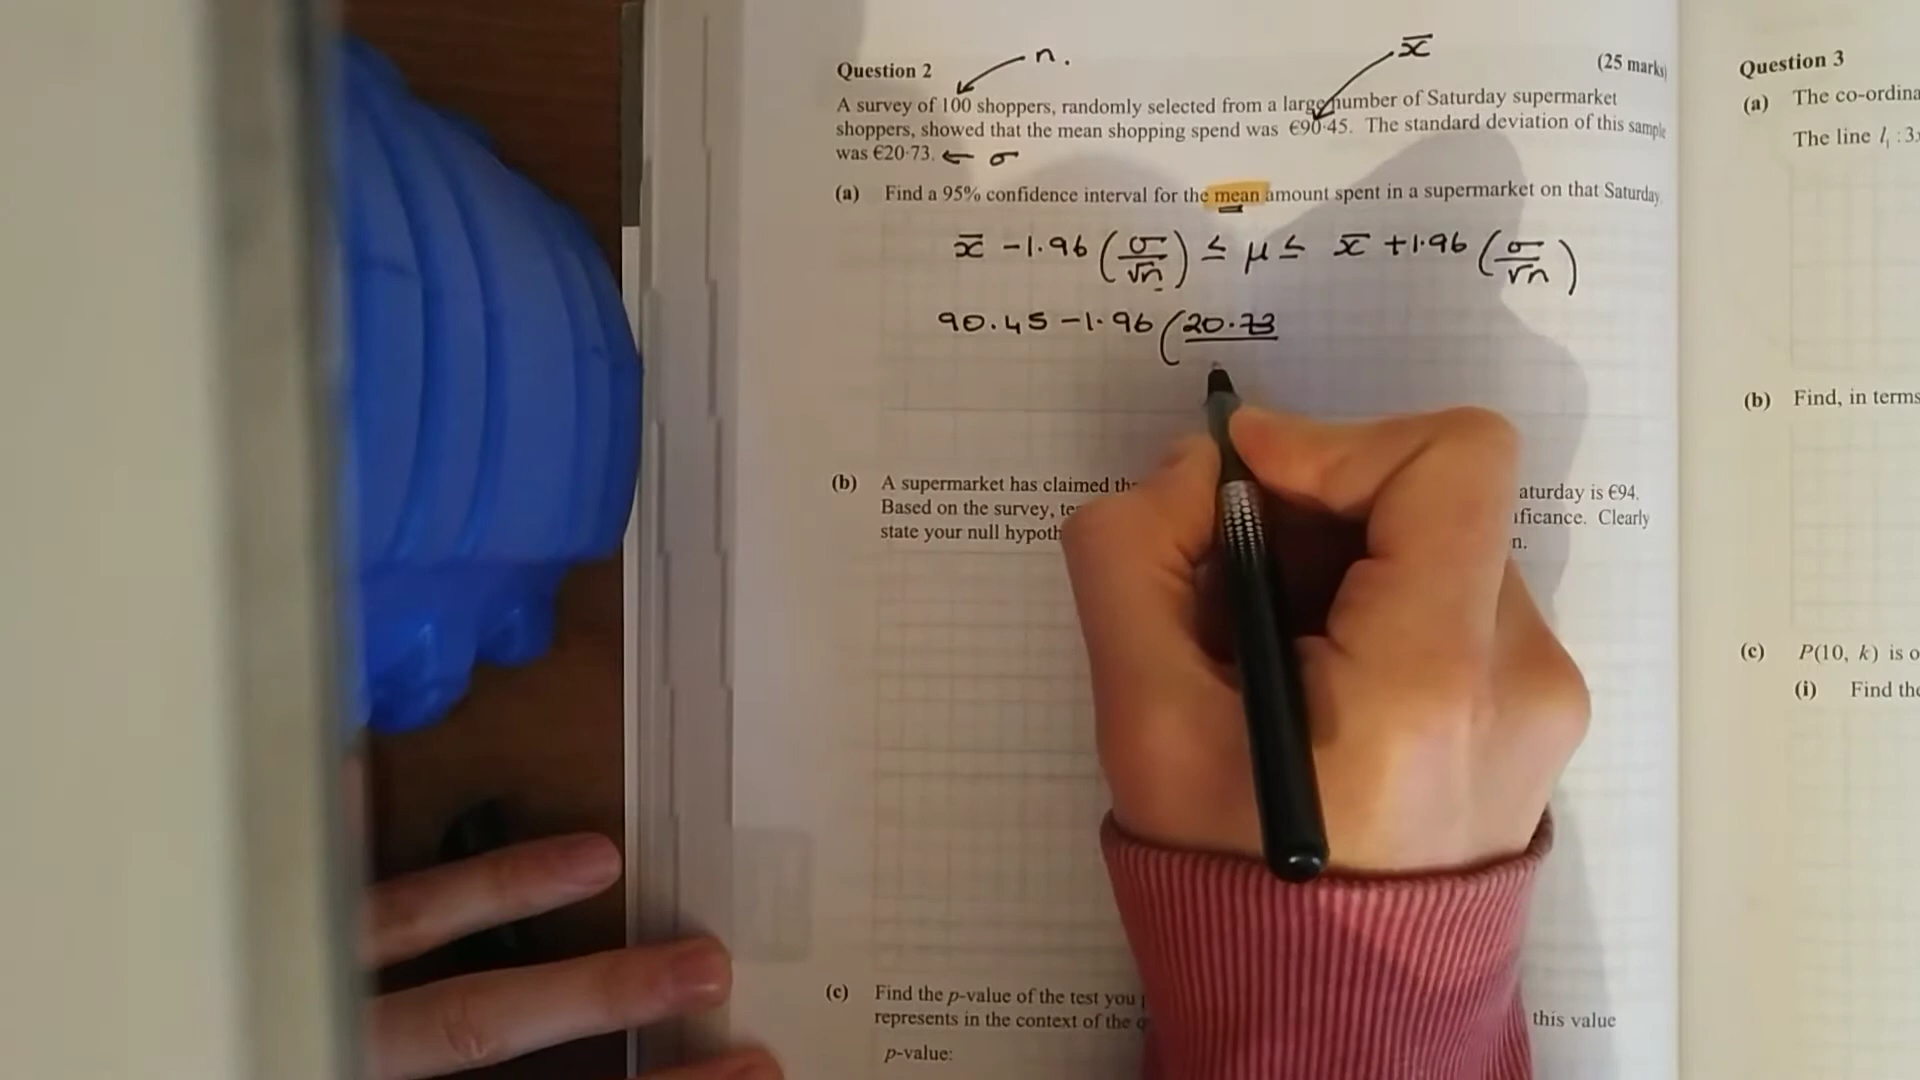 n.
x̄
Question 2
(25 marks)
A survey of 100 shoppers, randomly selected from a large number of Saturday supermarket
shoppers, showed that the mean shopping spend was €90·45. The standard deviation of this sample
was €20·73. ← σ
(a) Find a 95% confidence interval for the mean amount spent in a supermarket on that Saturday
x̄ -1.96 (σ/√n) ≤ μ ≤ x̄ +1.96 (σ/√n)
90.45 -1.96 (20.73
(b) A supermarket has claimed
aturday is €94.
Based on the survey,
ificance. Clearly
state your null hypoth
n.
(c) Find the p-value of the test you
represents in the context of the
this value
p-value:
Question 3
(a) The co-ordina
The line l₁ : 3
(b) Find, in terms
(c) P(10, k) is o
(i) Find the